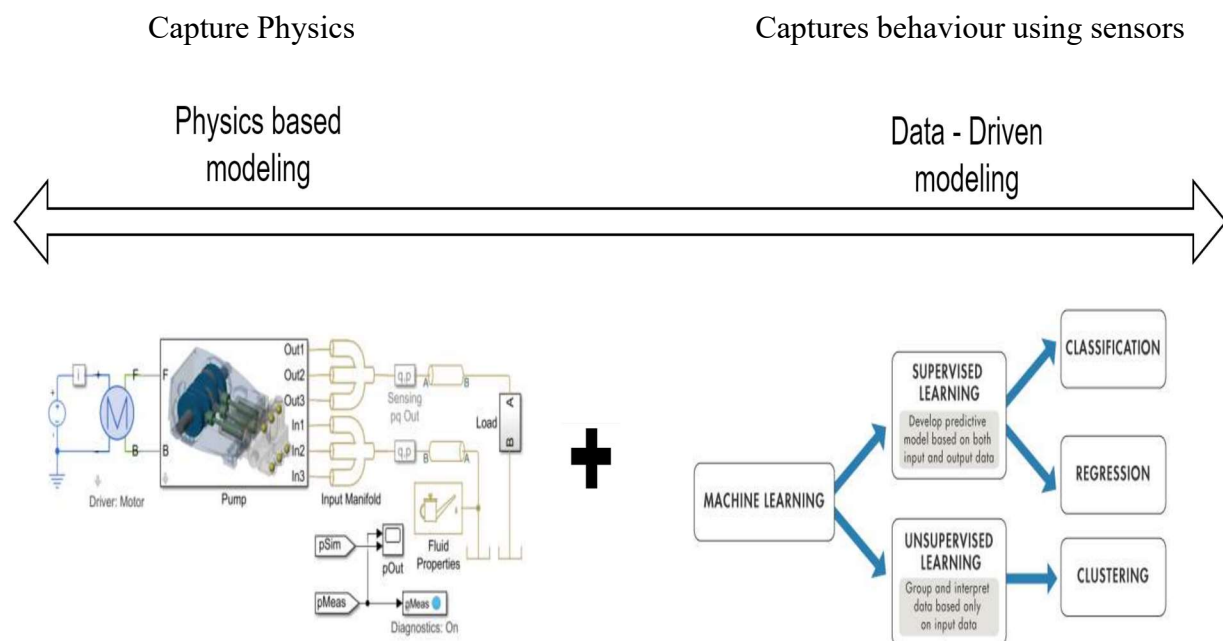 Capture Physics
Captures behaviour using sensors
Physics based
modeling
Data - Driven
modeling
i
+
-
M
F
B
Driver: Motor
F
B
Out1
Out2
Out3
In1
In2
In3
Pump
Input Manifold
q,p
Sensing
pq Out
A
B
q,p
B
A
Load
A
B
Fluid
Properties
pSim
pOut
pMeas
pMeas
Diagnostics: On
MACHINE LEARNING
SUPERVISED
LEARNING
Develop predictive
model based on both
input and output data
CLASSIFICATION
REGRESSION
UNSUPERVISED
LEARNING
Group and interpret
data based only
on input data
CLUSTERING